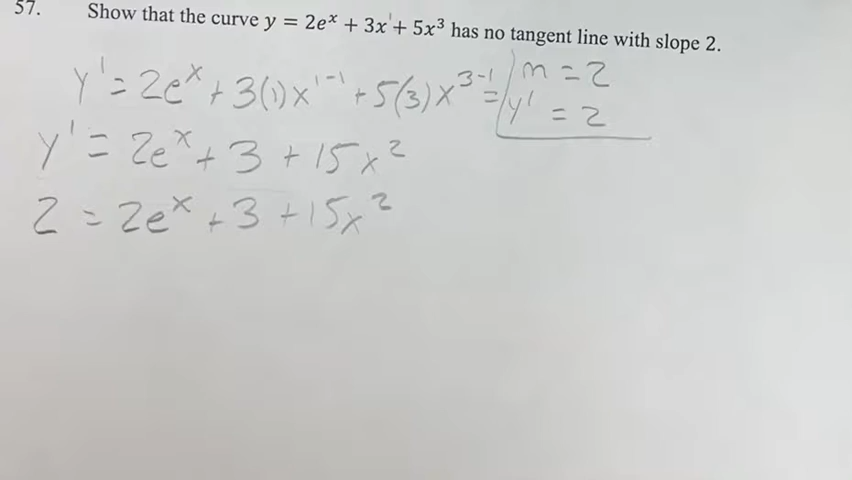 57. Show that the curve y = 2eˣ + 3x + 5x³ has no tangent line with slope 2.
y' = 2eˣ + 3(1)x¹⁻¹ + 5(3)x³⁻¹ =
m = 2
y' = 2
y' = 2eˣ + 3 + 15x²
2 = 2eˣ + 3 + 15x²